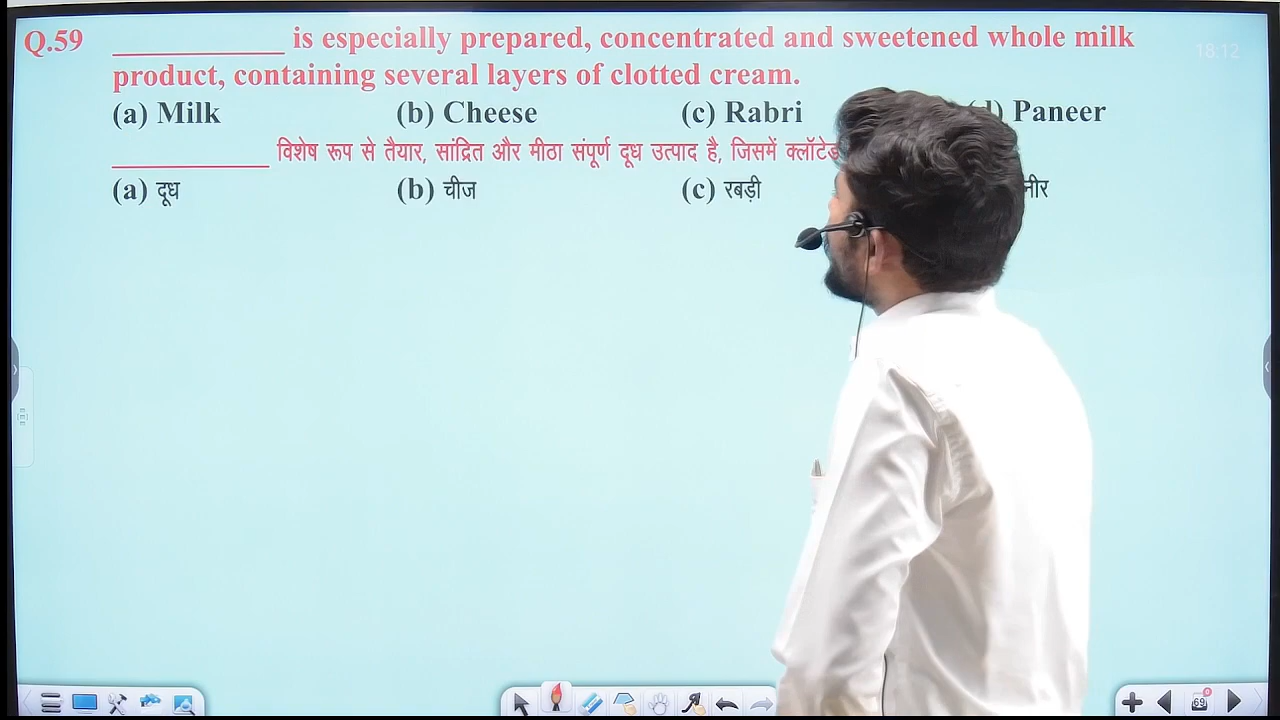 Q.59 ____________ is especially prepared, concentrated and sweetened whole milk
product, containing several layers of clotted cream.
(a) Milk (b) Cheese (c) Rabri (d) Paneer
____________ विशेष रूप से तैयार, सांद्रित और मीठा संपूर्ण दूध उत्पाद है, जिसमें क्लॉटेड
(a) दूध (b) चीज (c) रबड़ी
18:12
69